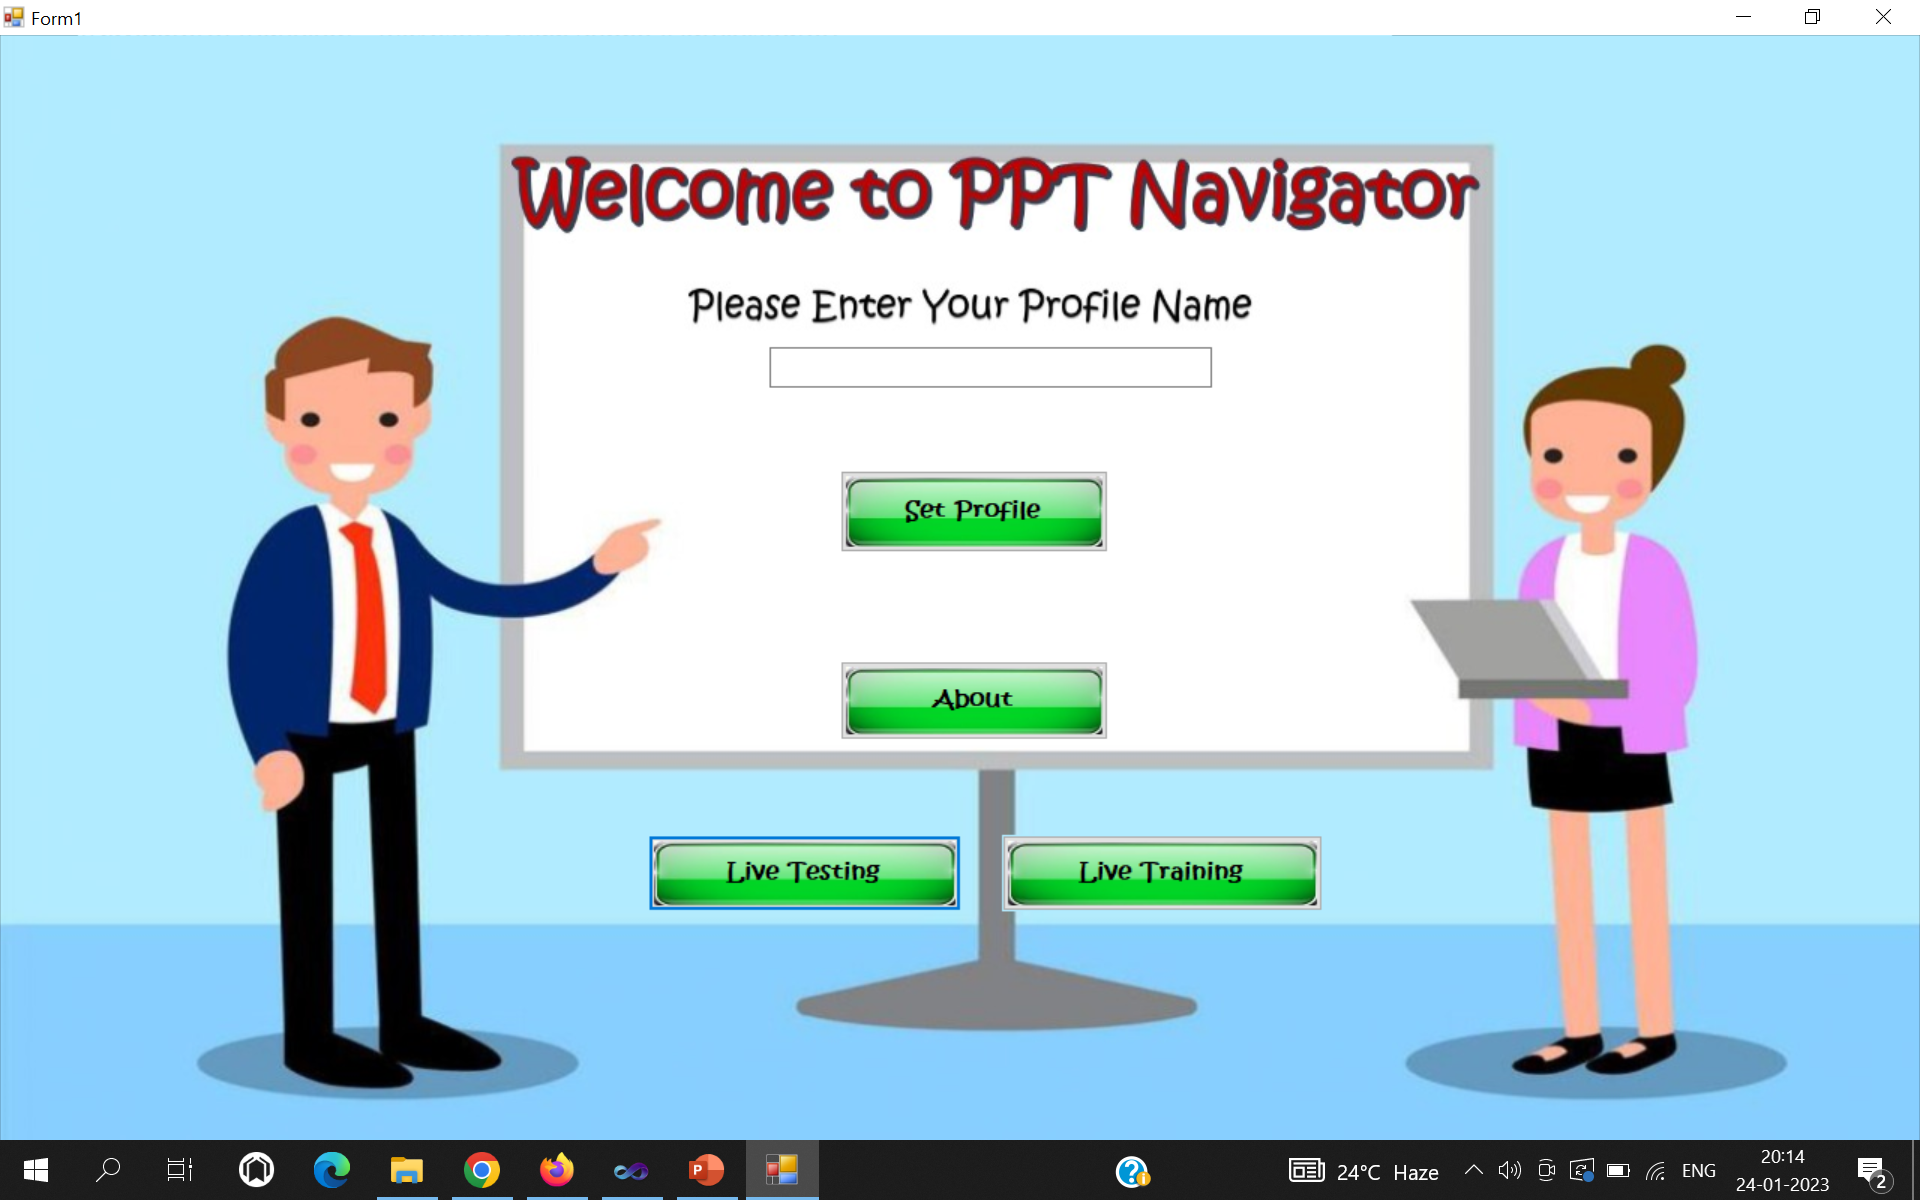 Form1
Welcome to PPT Navigator
Please Enter Your Profile Name
Set Profile
About
Live Testing
Live Training
P
24°C Haze
ENG
20:14
24-01-2023
2